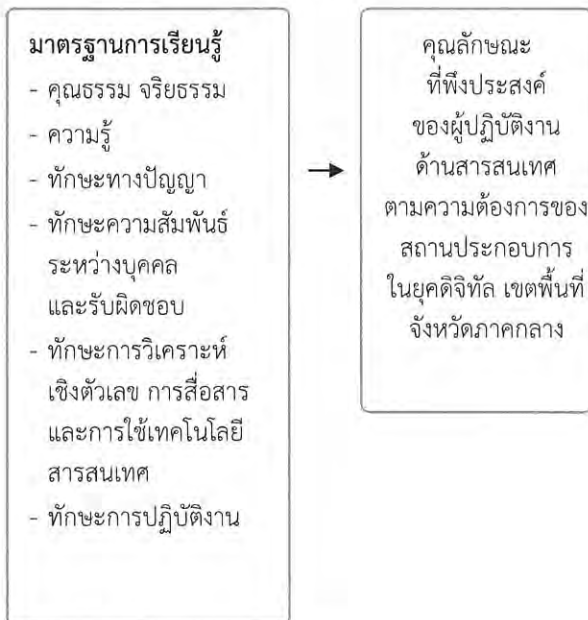 มาตรฐานการเรียนรู้
- คุณธรรม จริยธรรม
- ความรู้
- ทักษะทางปัญญา
- ทักษะความสัมพันธ์
ระหว่างบุคคล
และรับผิดชอบ
- ทักษะการวิเคราะห์
เชิงตัวเลข การสื่อสาร
และการใช้เทคโนโลยี
สารสนเทศ
- ทักษะการปฏิบัติงาน
คุณลักษณะ
ที่พึงประสงค์
ของผู้ปฏิบัติงาน
ด้านสารสนเทศ
ตามความต้องการของ
สถานประกอบการ
ในยุคดิจิทัล เขตพื้นที่
จังหวัดภาคกลาง